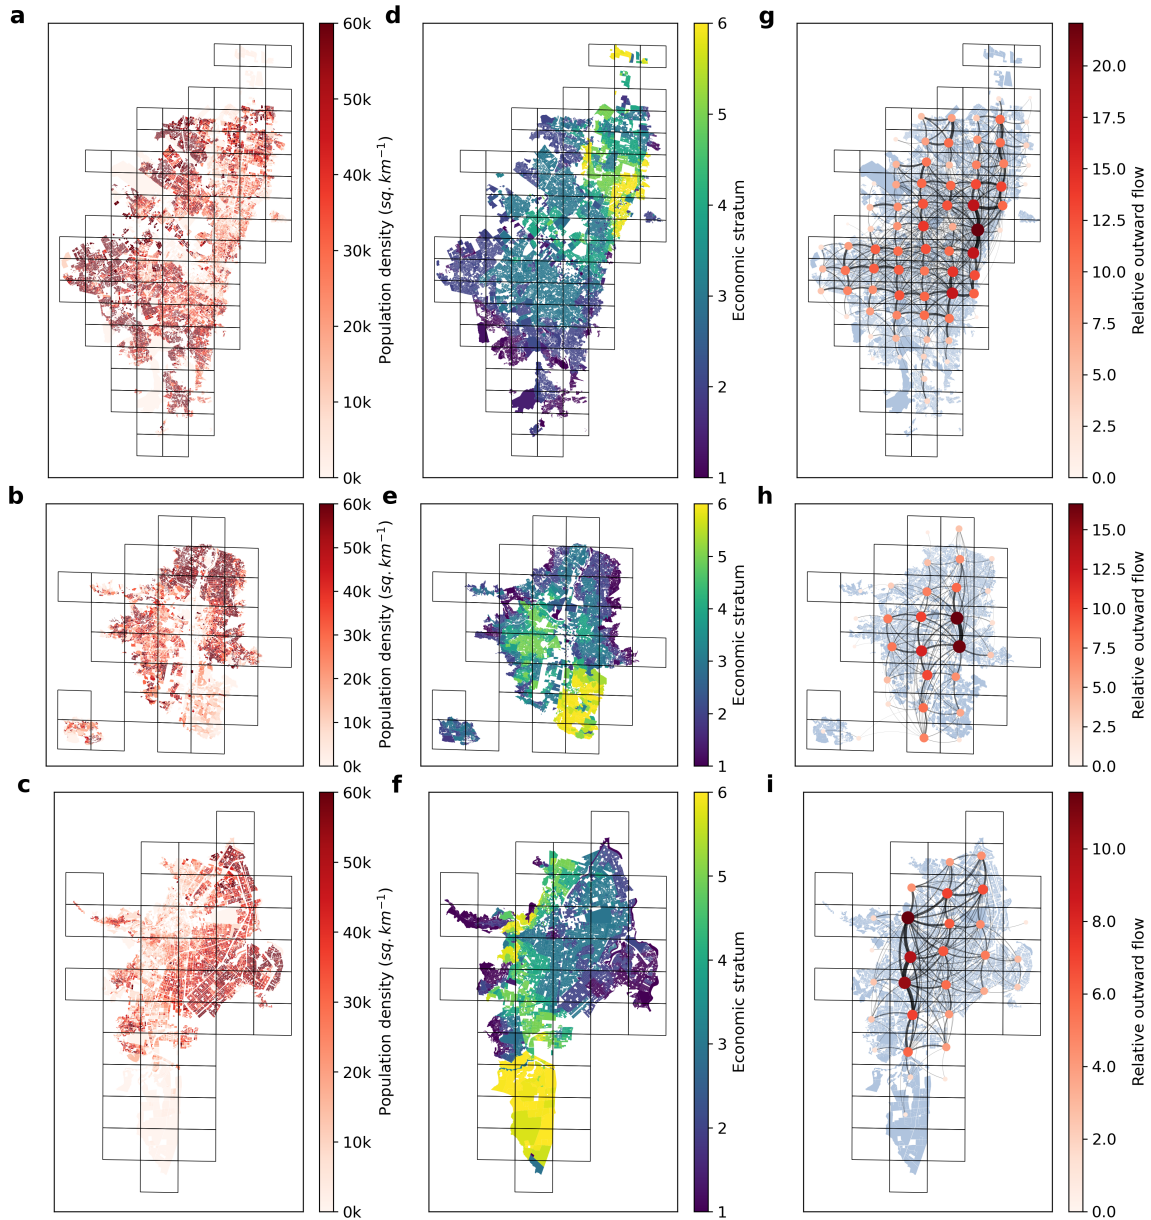 a
60k
50k
40k
30k
20k
10k
0k
Population density (sq. km−1)
d
6
5
4
3
2
1
Economic stratum
g
20.0
17.5
15.0
12.5
10.0
7.5
5.0
2.5
0.0
Relative outward flow
b
60k
50k
40k
30k
20k
10k
0k
Population density (sq. km−1)
e
6
5
4
3
2
1
Economic stratum
h
15.0
12.5
10.0
7.5
5.0
2.5
0.0
Relative outward flow
c
60k
50k
40k
30k
20k
10k
0k
Population density (sq. km−1)
f
6
5
4
3
2
1
Economic stratum
i
10.0
8.0
6.0
4.0
2.0
0.0
Relative outward flow